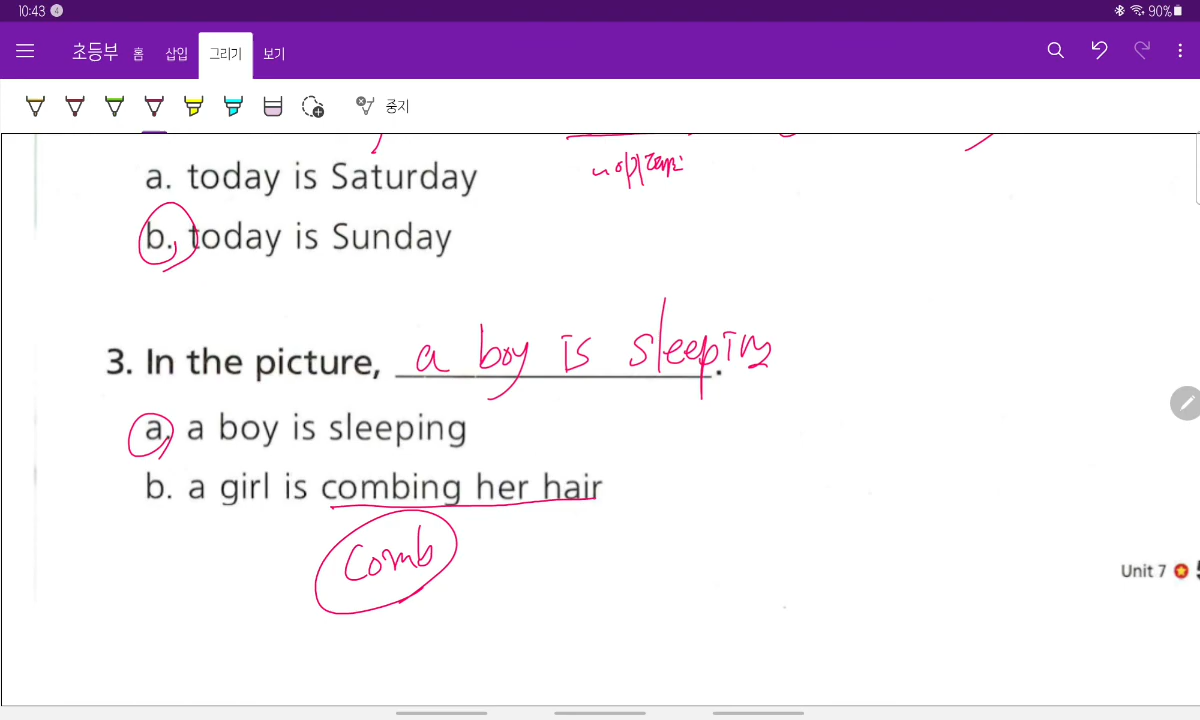 10:43 4 90%
초등부 홈 삽입 그리기 보기
중지
a. today is Saturday
b. today is Sunday
3. In the picture, a boy is sleeping.
a. a boy is sleeping
b. a girl is combing her hair
comb
Unit 7